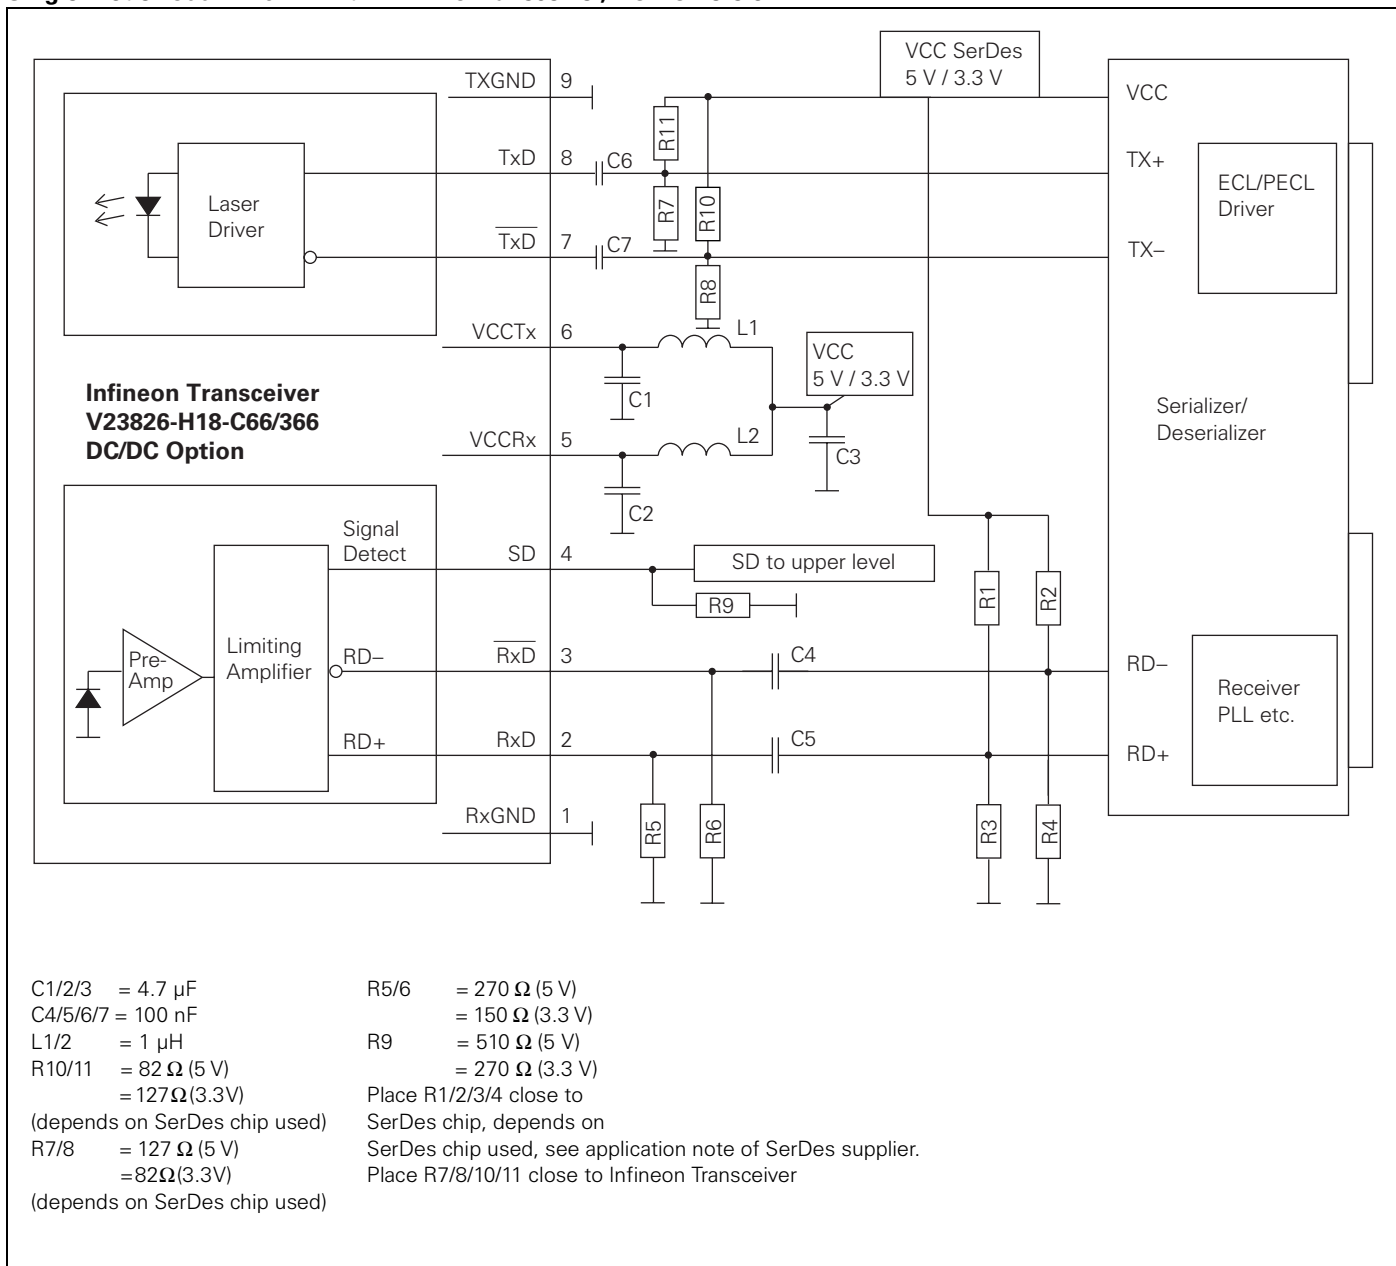 VCC SerDes
5 V / 3.3 V
TXGND 9
VCC
R11
TxD 8 C6
TX+
ECL/PECL
Driver
Laser
Driver
R7
R10
TxD 7 C7
TX–
R8
VCCTx 6
L1
VCC
5 V / 3.3 V
C1
Infineon Transceiver
V23826-H18-C66/366
DC/DC Option
Serializer/
Deserializer
VCCRx 5
L2
C3
C2
Signal
Detect
SD 4
SD to upper level
R9
R1
R2
Pre-
Amp
Limiting
Amplifier
RD–
RxD 3
C4
RD–
Receiver
PLL etc.
RD+
RxD 2
C5
RD+
RxGND 1
R5
R6
R3
R4
C1/2/3 = 4.7 µF
C4/5/6/7 = 100 nF
L1/2 = 1 µH
R10/11 = 82 Ω (5 V)
= 127Ω(3.3V)
(depends on SerDes chip used)
R7/8 = 127 Ω (5 V)
=82Ω(3.3V)
(depends on SerDes chip used)
R5/6 = 270 Ω (5 V)
= 150 Ω (3.3 V)
R9 = 510 Ω (5 V)
= 270 Ω (3.3 V)
Place R1/2/3/4 close to
SerDes chip, depends on
SerDes chip used, see application note of SerDes supplier.
Place R7/8/10/11 close to Infineon Transceiver